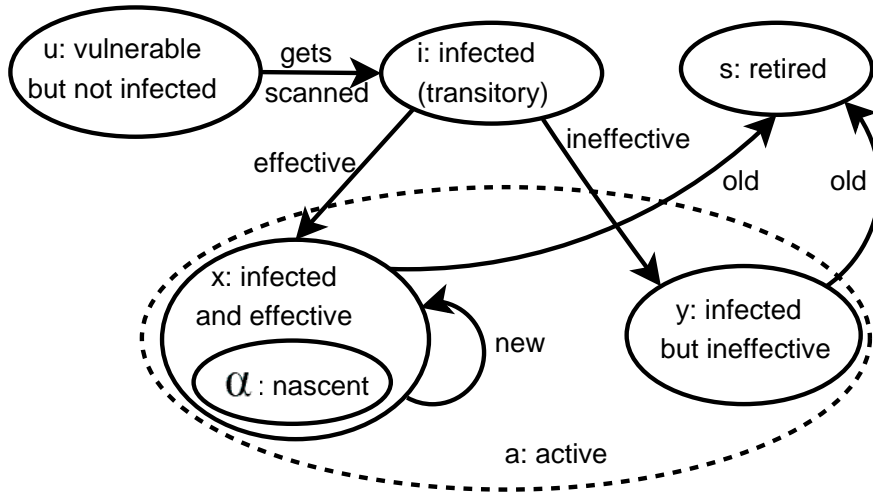 u: vulnerable
but not infected
gets
scanned
i: infected
(transitory)
s: retired
effective
ineffective
old
old
x: infected
and effective
α : nascent
new
y: infected
but ineffective
a: active